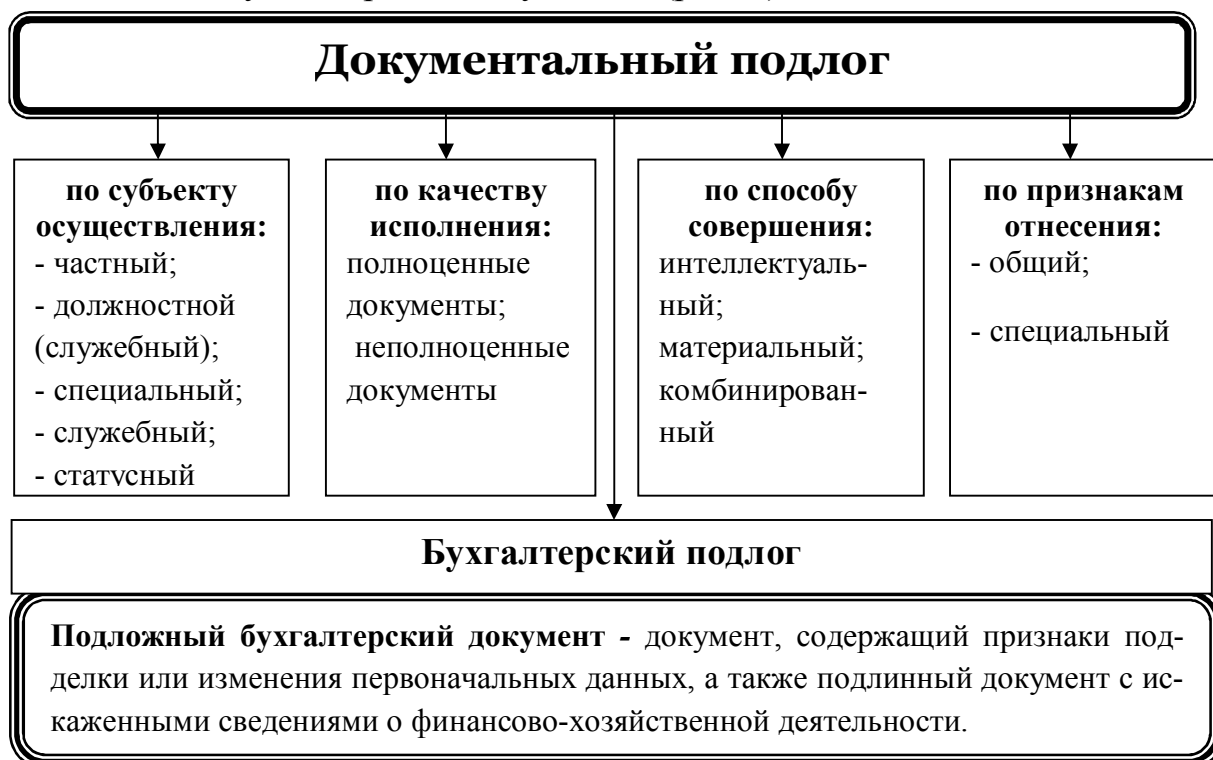 Документальный подлог
по субъекту
осуществления:
- частный;
- должностной
(служебный);
- специальный;
- служебный;
- статусный
по качеству
исполнения:
полноценные
документы;
неполноценные
документы
по способу
совершения:
интеллектуаль-
ный;
материальный;
комбинирован-
ный
по признакам
отнесения:
- общий;
- специальный
Бухгалтерский подлог
Подложный бухгалтерский документ - документ, содержащий признаки под-
делки или изменения первоначальных данных, а также подлинный документ с ис-
каженными сведениями о финансово-хозяйственной деятельности.